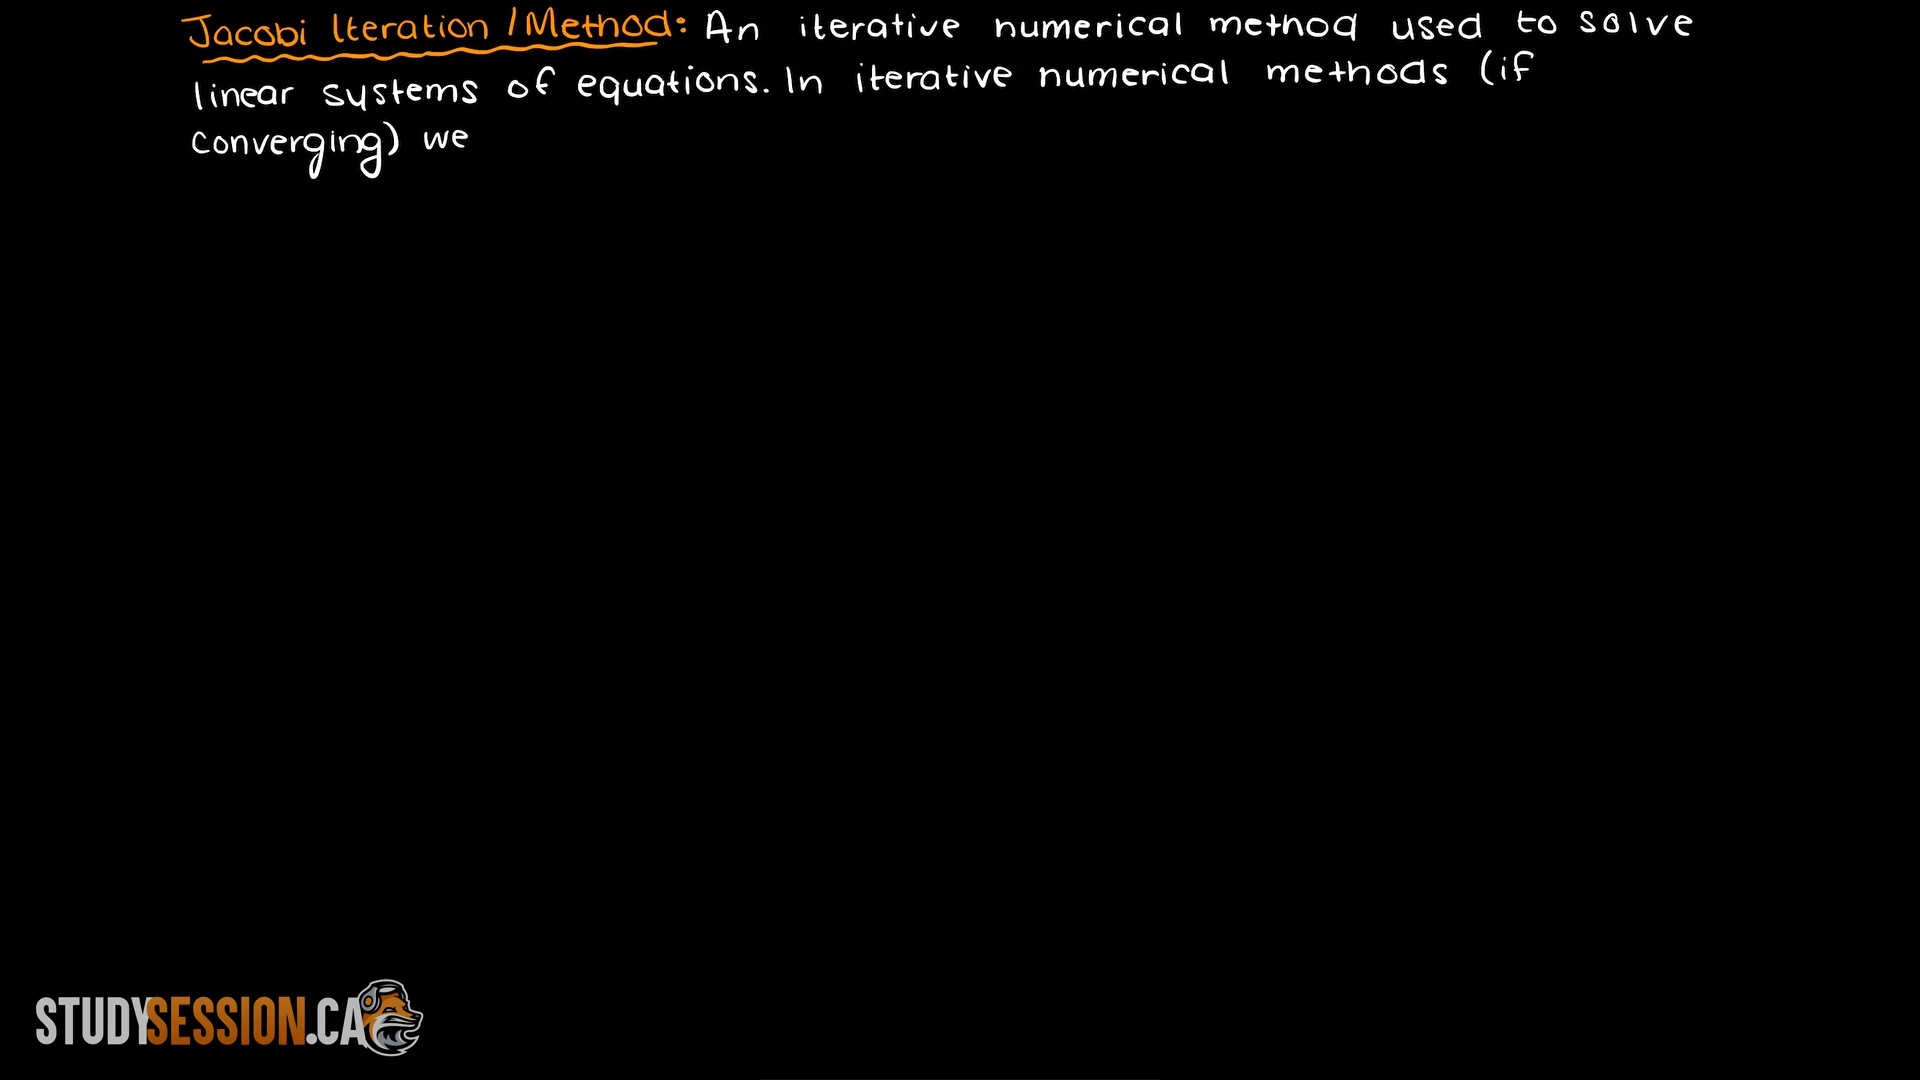 Jacobi Iteration / Method: An iterative numerical method used to solve
linear systems of equations. In iterative numerical methods (if
converging) we
STUDYSESSION.CA